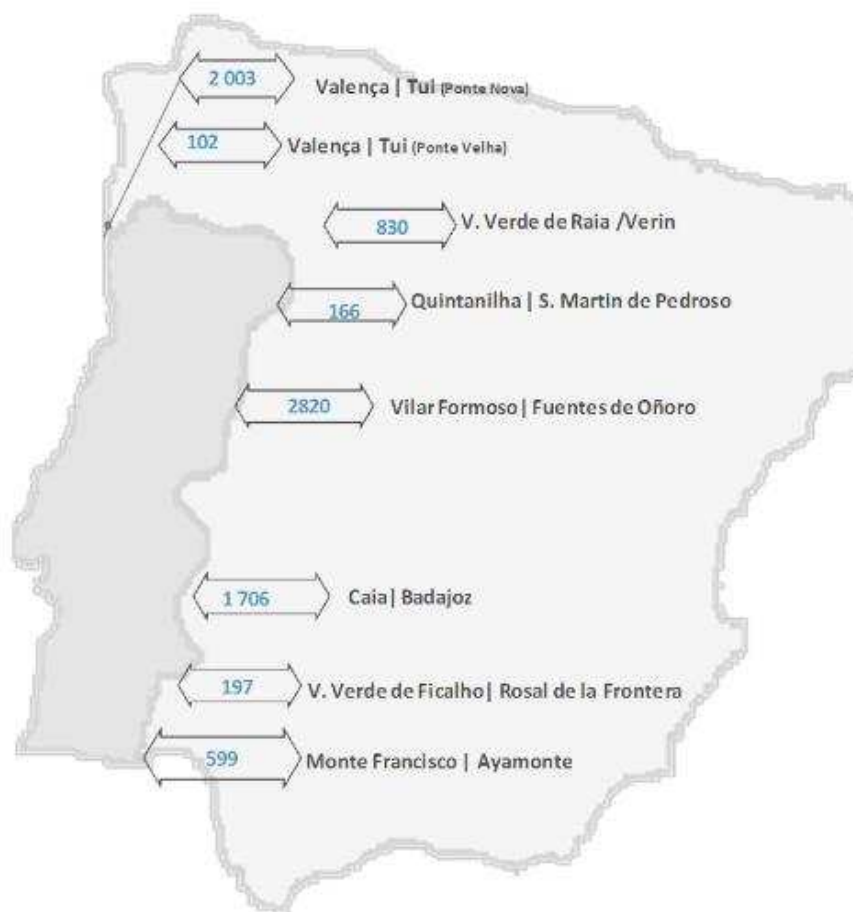 2 003 Valença | Tui (Ponte Nova)
102 Valença | Tui (Ponte Velha)
830 V. Verde de Raia /Verin
166 Quintanilha | S. Martin de Pedroso
2820 Vilar Formoso | Fuentes de Oñoro
1 706 Caia | Badajoz
197 V. Verde de Ficalho | Rosal de la Frontera
599 Monte Francisco | Ayamonte